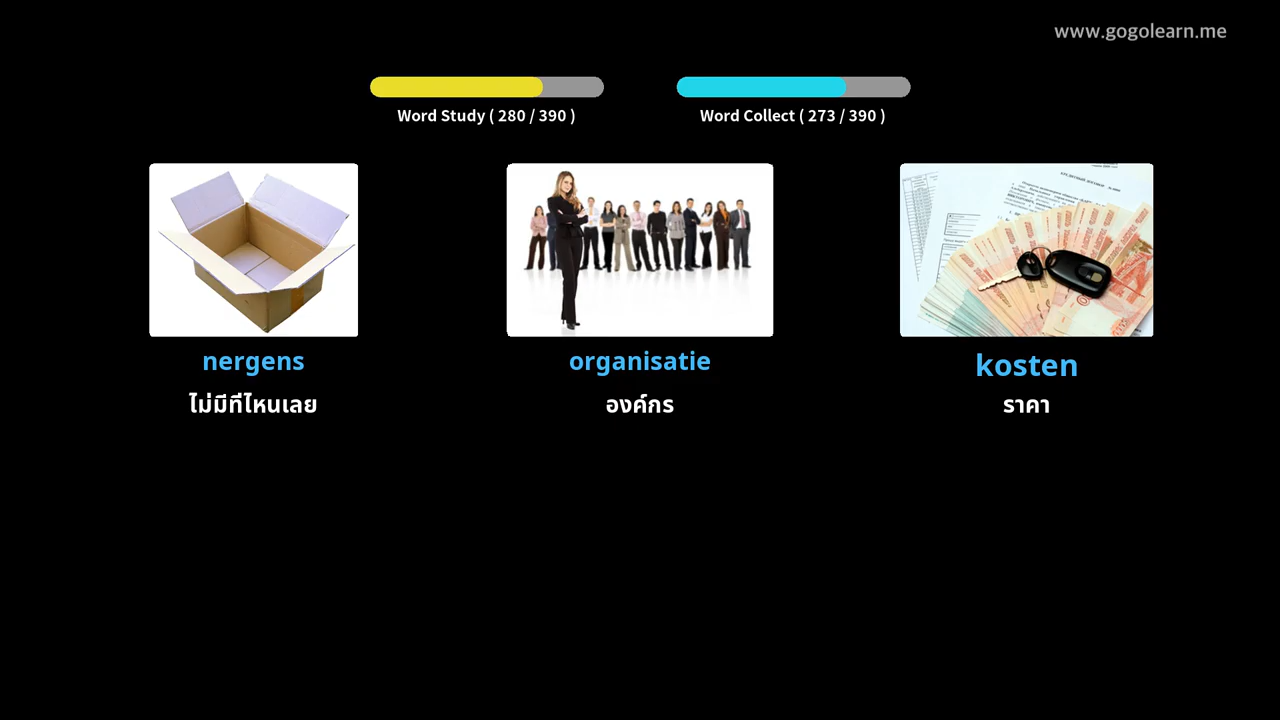 www.gogolearn.me
Word Study ( 280 / 390 )
Word Collect ( 273 / 390 )
nergens
organisatie
kosten
ไม่มีที่ไหนเลย
องค์กร
ราคา